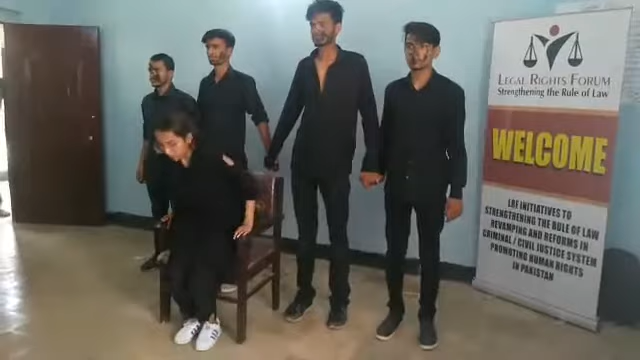 LEGAL RIGHTS FORUM
Strengthening the Rule of Law
WELCOME
LRF INITIATIVES TO
STRENGTHENING THE RULE OF LAW
REVAMPING AND REFORMS IN
CRIMINAL/CIVIL JUSTICE SYSTEM
PROMOTING HUMAN RIGHTS
IN PAKISTAN